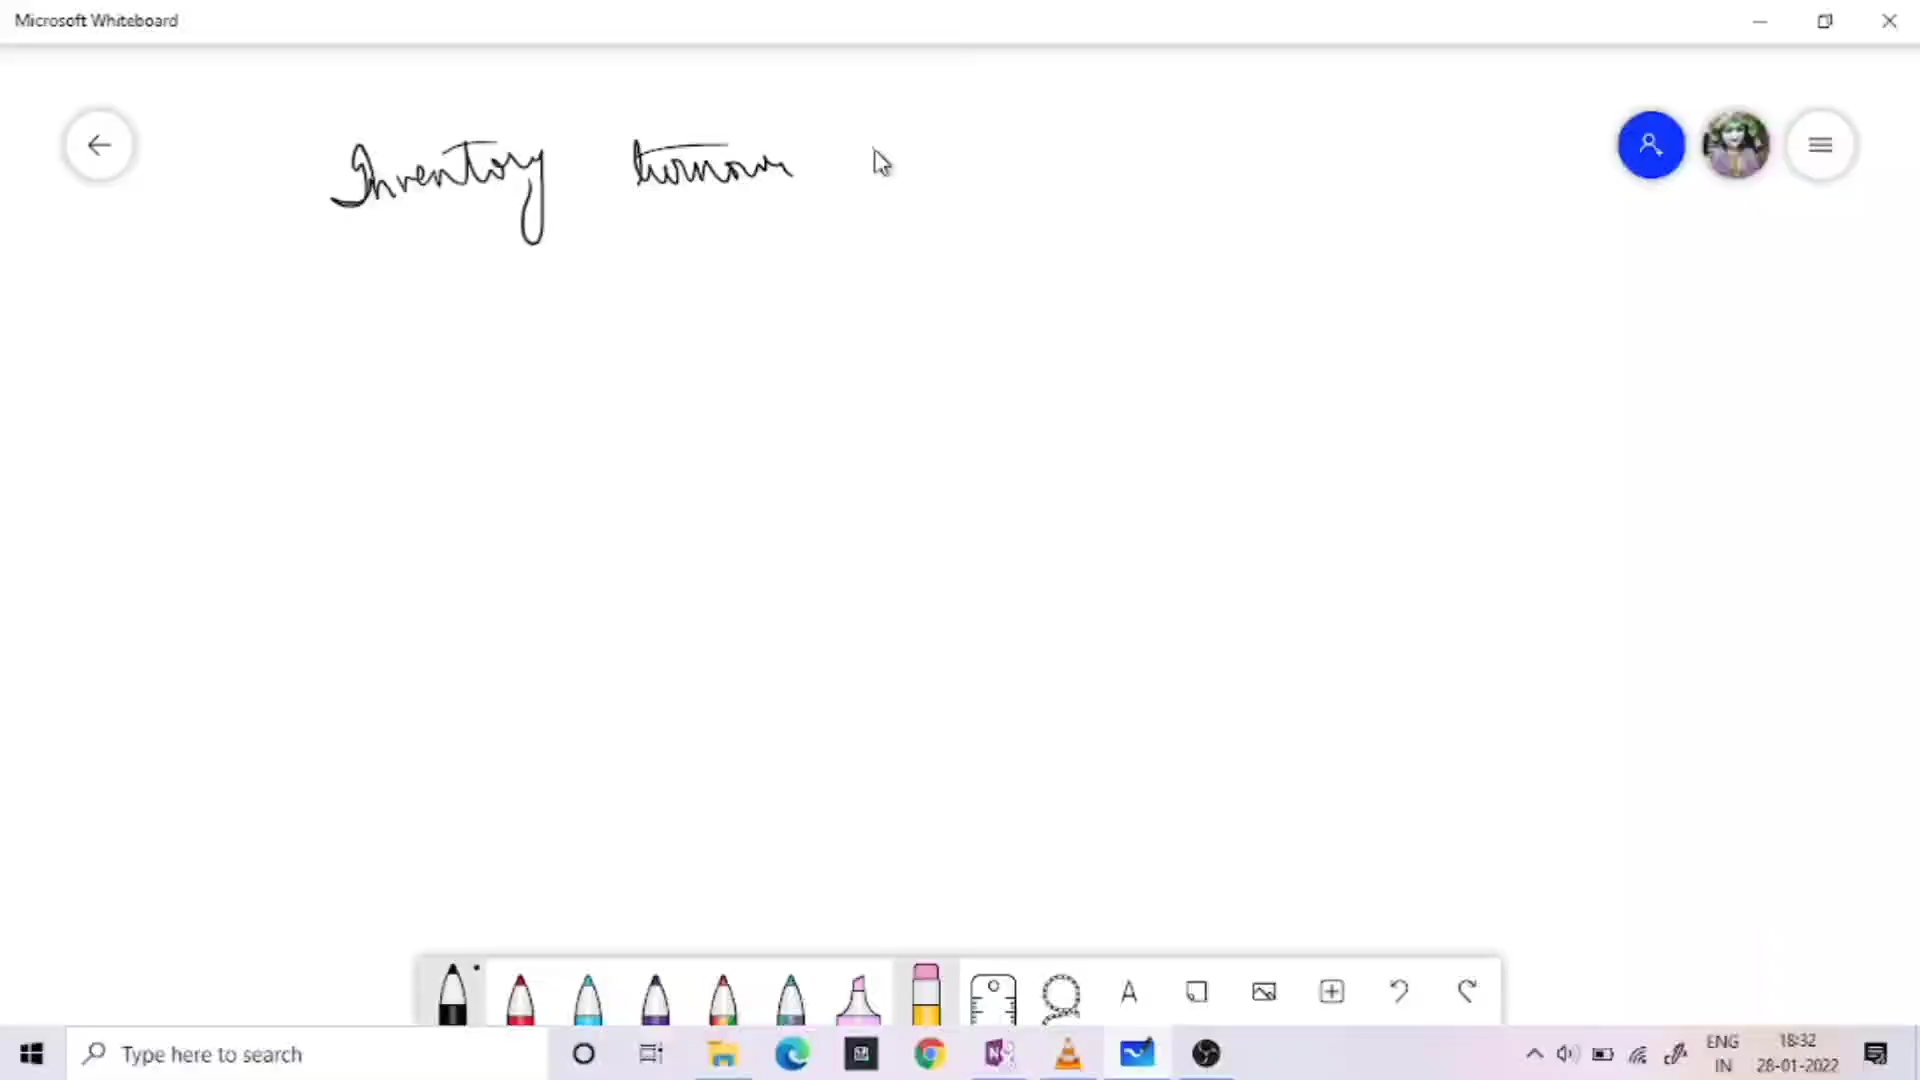 Microsoft Whiteboard
Inventory turnover
A
Type here to search
ENG
IN
18:32
28-01-2022